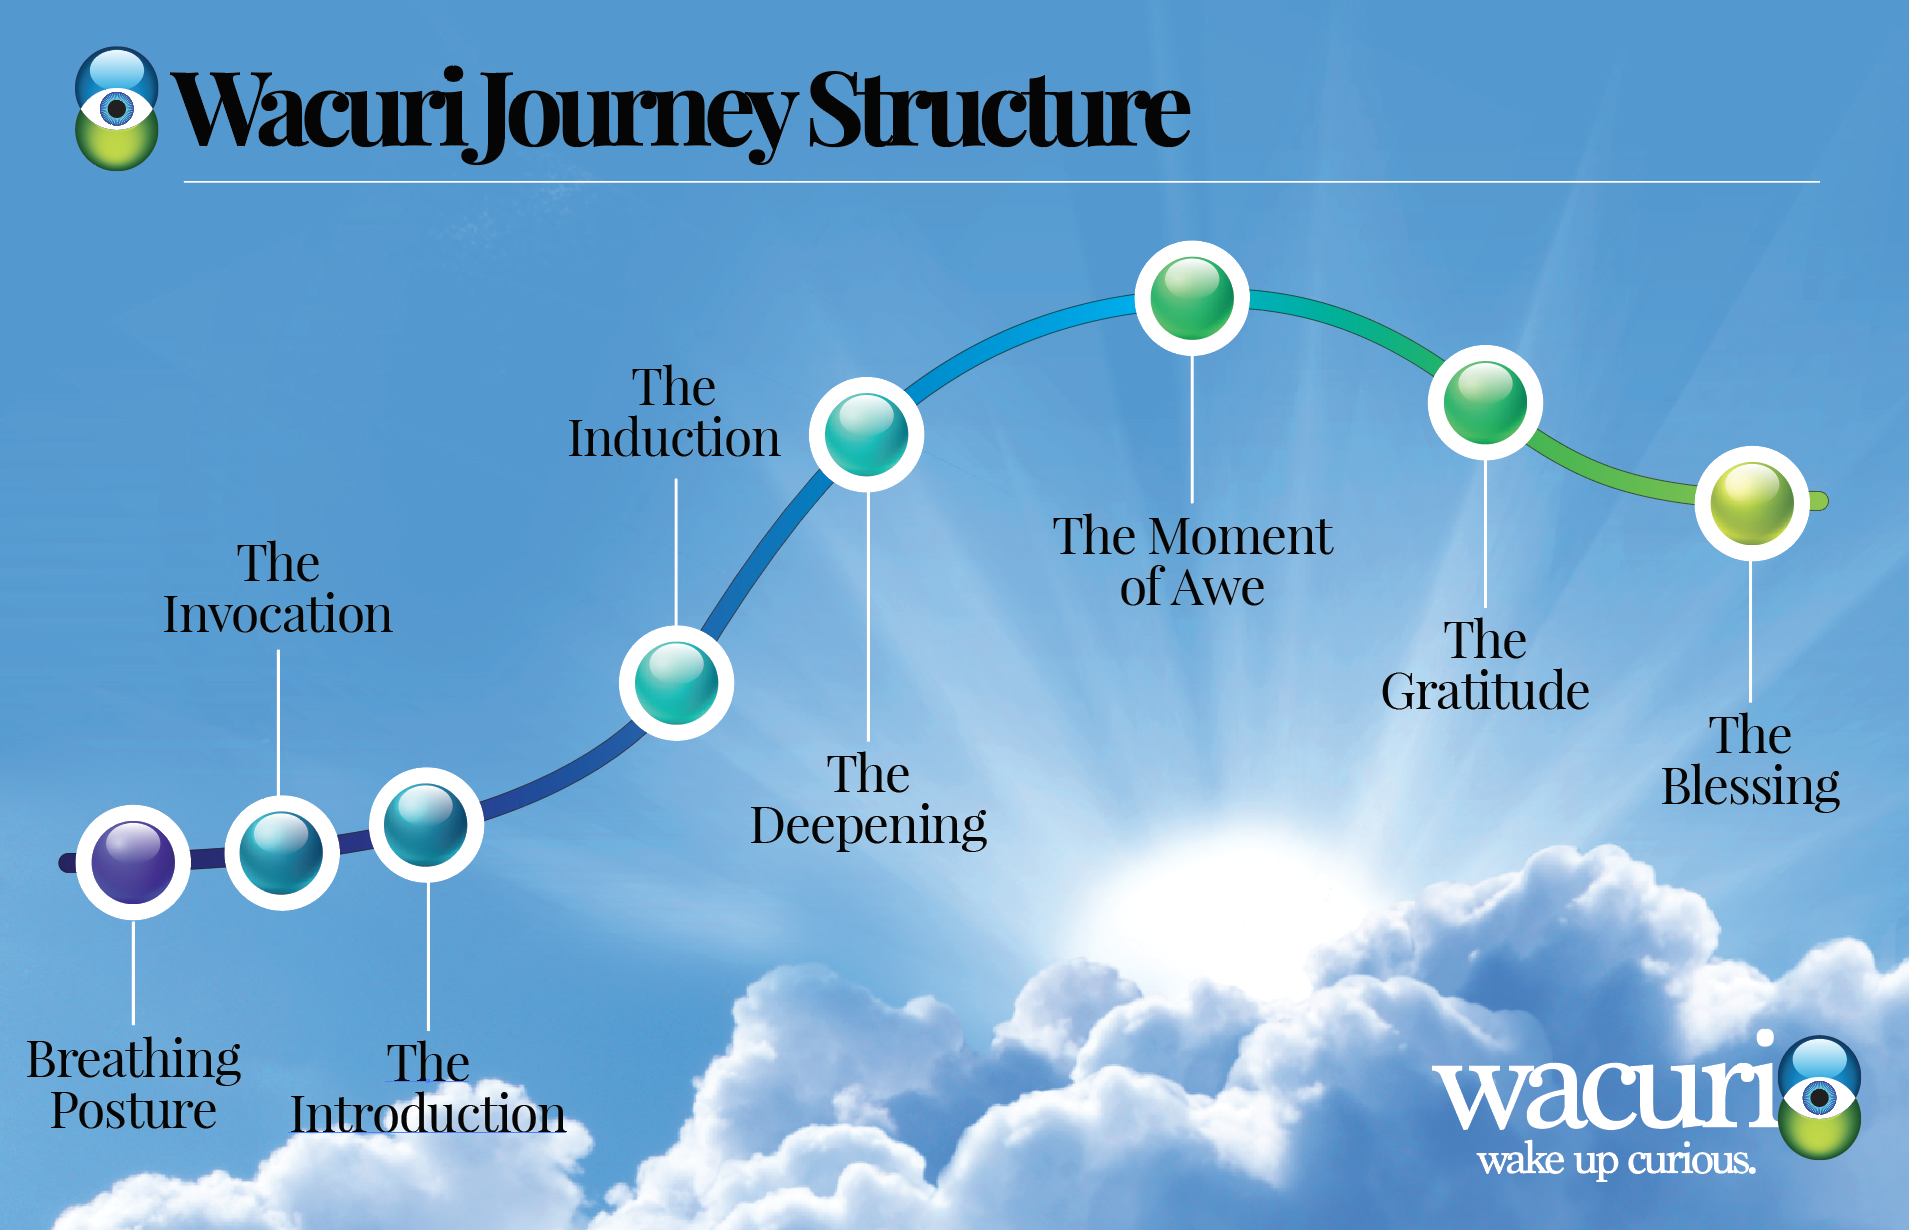 Wacuri Journey Structure
The
Induction
The
Invocation
The Moment
of Awe
The
Gratitude
The
Deepening
The
Blessing
Breathing
Posture
The
Introduction
wacuri
wake up curious.